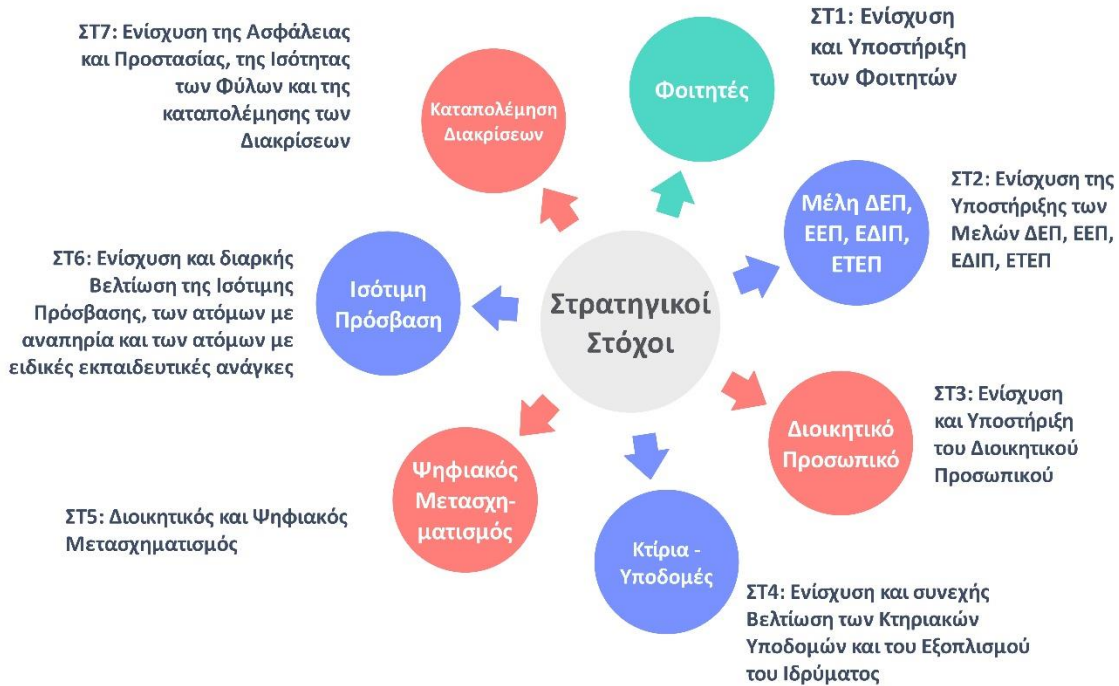 Στρατηγικοί
Στόχοι
Φοιτητές
ΣΤ1: Ενίσχυση
και Υποστήριξη
των Φοιτητών
Μέλη ΔΕΠ,
ΕΕΠ, ΕΔΙΠ,
ΕΤΕΠ
ΣΤ2: Ενίσχυση της
Υποστήριξης των
Μελών ΔΕΠ, ΕΕΠ,
ΕΔΙΠ, ΕΤΕΠ
Διοικητικό
Προσωπικό
ΣΤ3: Ενίσχυση
και Υποστήριξη
του Διοικητικού
Προσωπικού
Κτίρια -
Υποδομές
ΣΤ4: Ενίσχυση και συνεχής
Βελτίωση των Κτηριακών
Υποδομών και του Εξοπλισμού
του Ιδρύματος
Ψηφιακός
Μετασχη-
ματισμός
ΣΤ5: Διοικητικός και Ψηφιακός
Μετασχηματισμός
Ισότιμη
Πρόσβαση
ΣΤ6: Ενίσχυση και διαρκής
Βελτίωση της Ισότιμης
Πρόσβασης, των ατόμων με
αναπηρία και των ατόμων με
ειδικές εκπαιδευτικές ανάγκες
Καταπολέμηση
Διακρίσεων
ΣΤ7: Ενίσχυση της Ασφάλειας
και Προστασίας, της Ισότητας
των Φύλων και της
καταπολέμησης των
Διακρίσεων